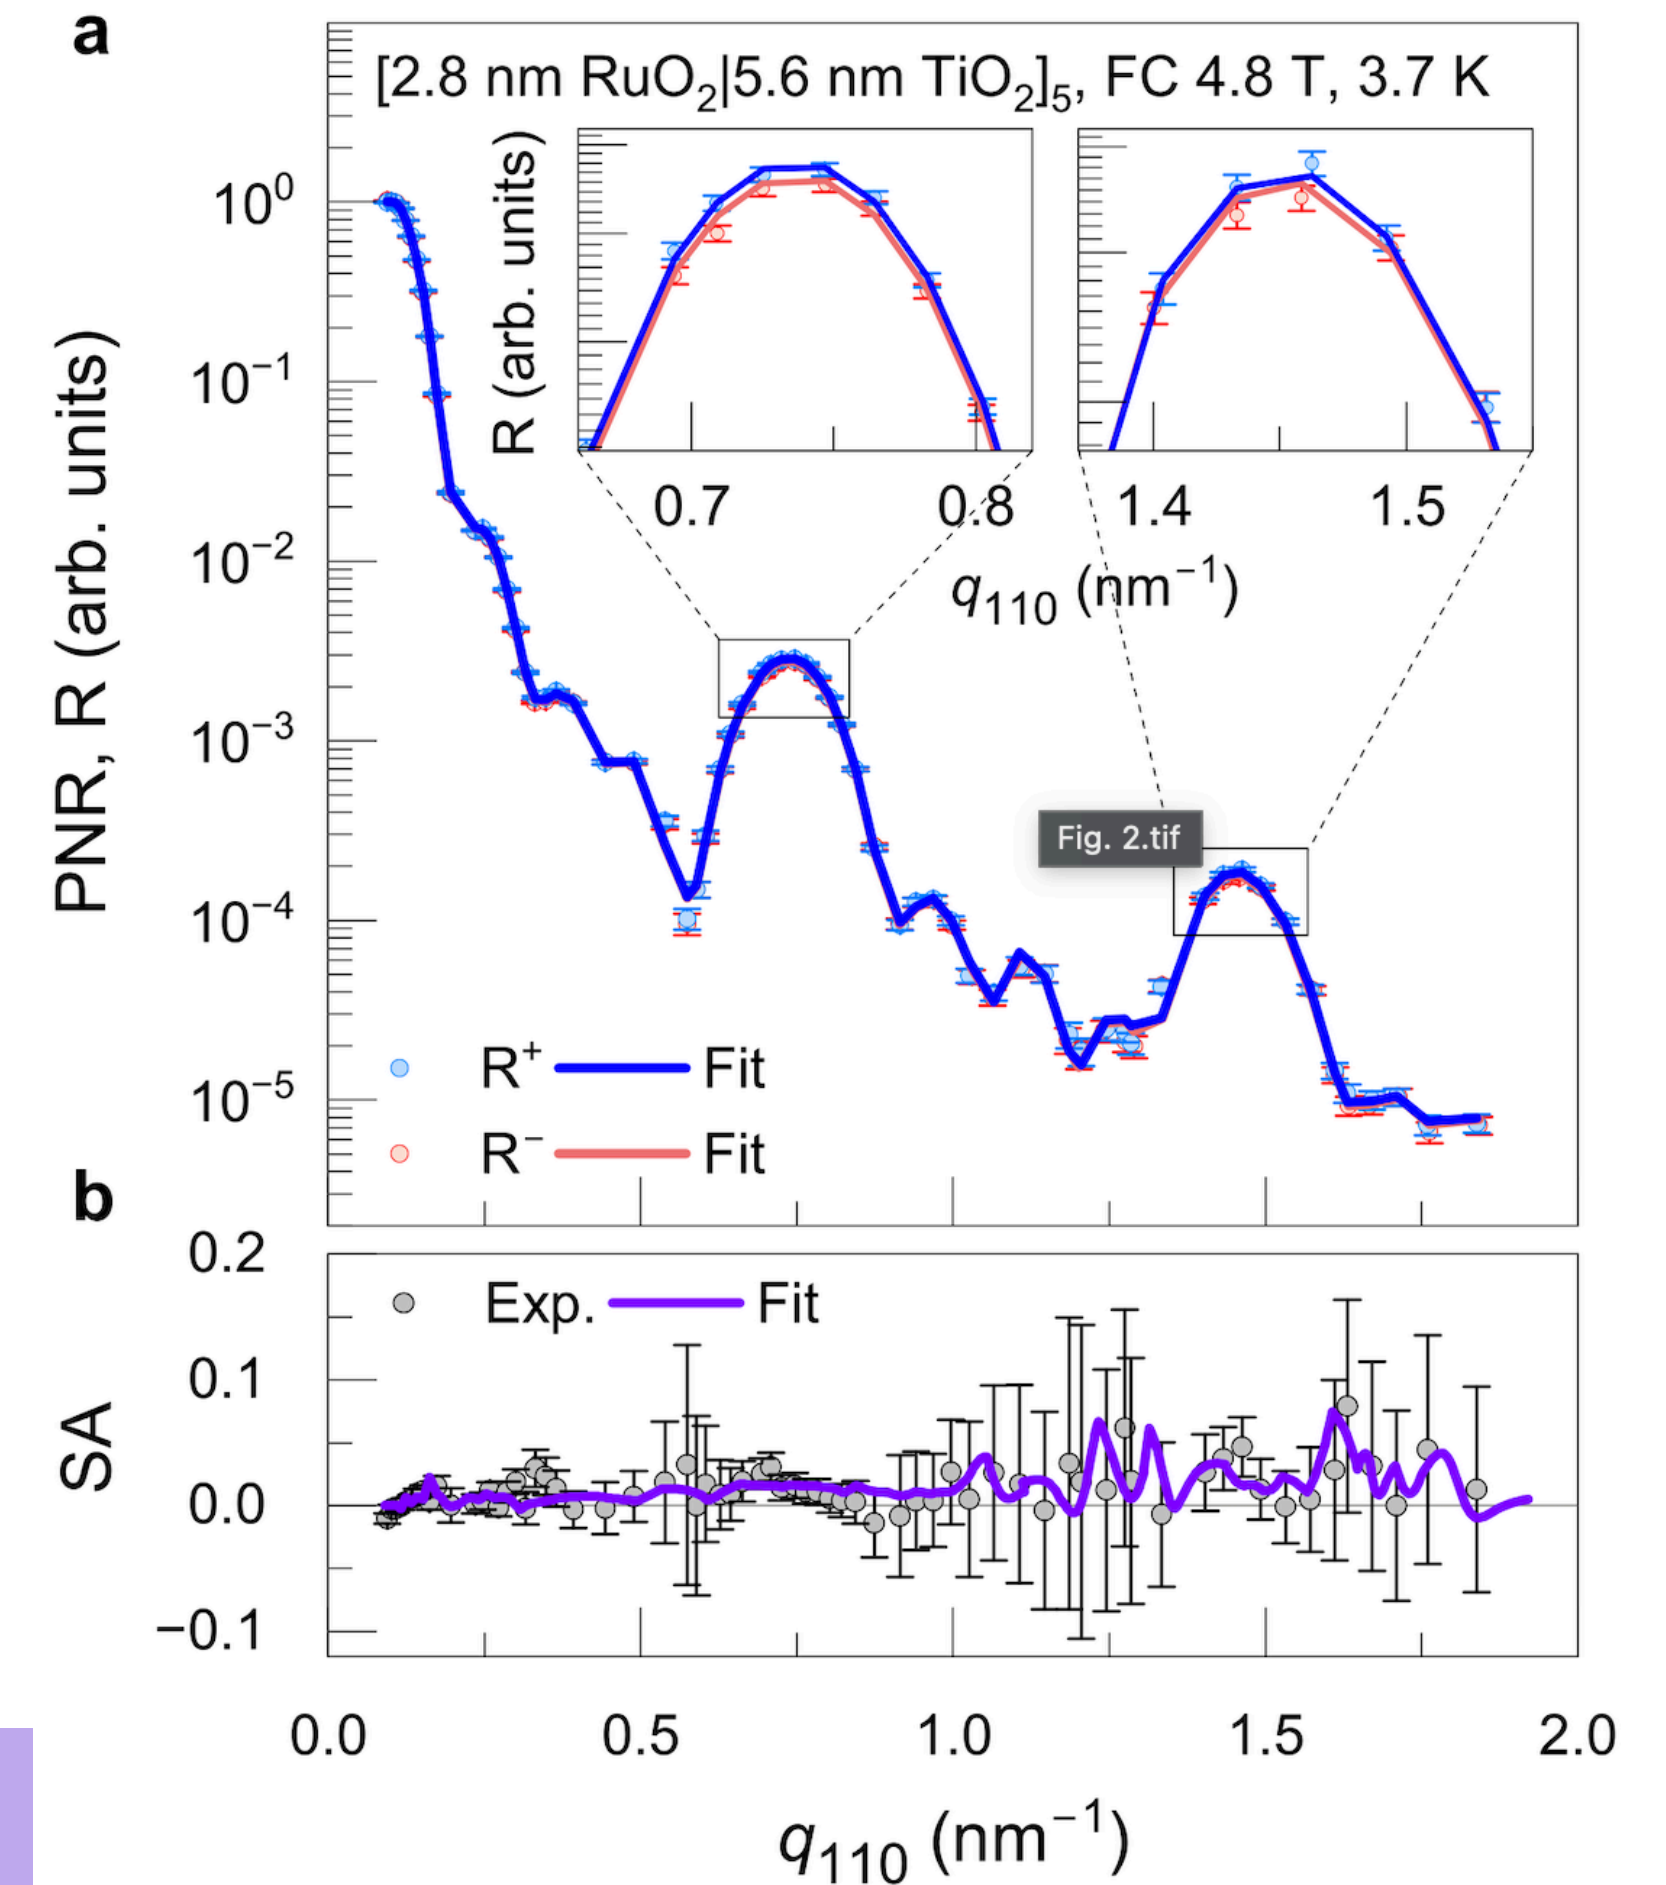 a
[2.8 nm RuO₂|5.6 nm TiO₂]₅, FC 4.8 T, 3.7 K
R (arb. units)
0.7 0.8 1.4 1.5
q₁₁₀ (nm⁻¹)
PNR, R (arb. units)
10⁰
10⁻¹
10⁻²
10⁻³
10⁻⁴
10⁻⁵
Fig. 2.tif
R⁺ Fit
R⁻ Fit
b
Exp. Fit
SA
0.2
0.1
0.0
−0.1
0.0 0.5 1.0 1.5 2.0
q₁₁₀ (nm⁻¹)